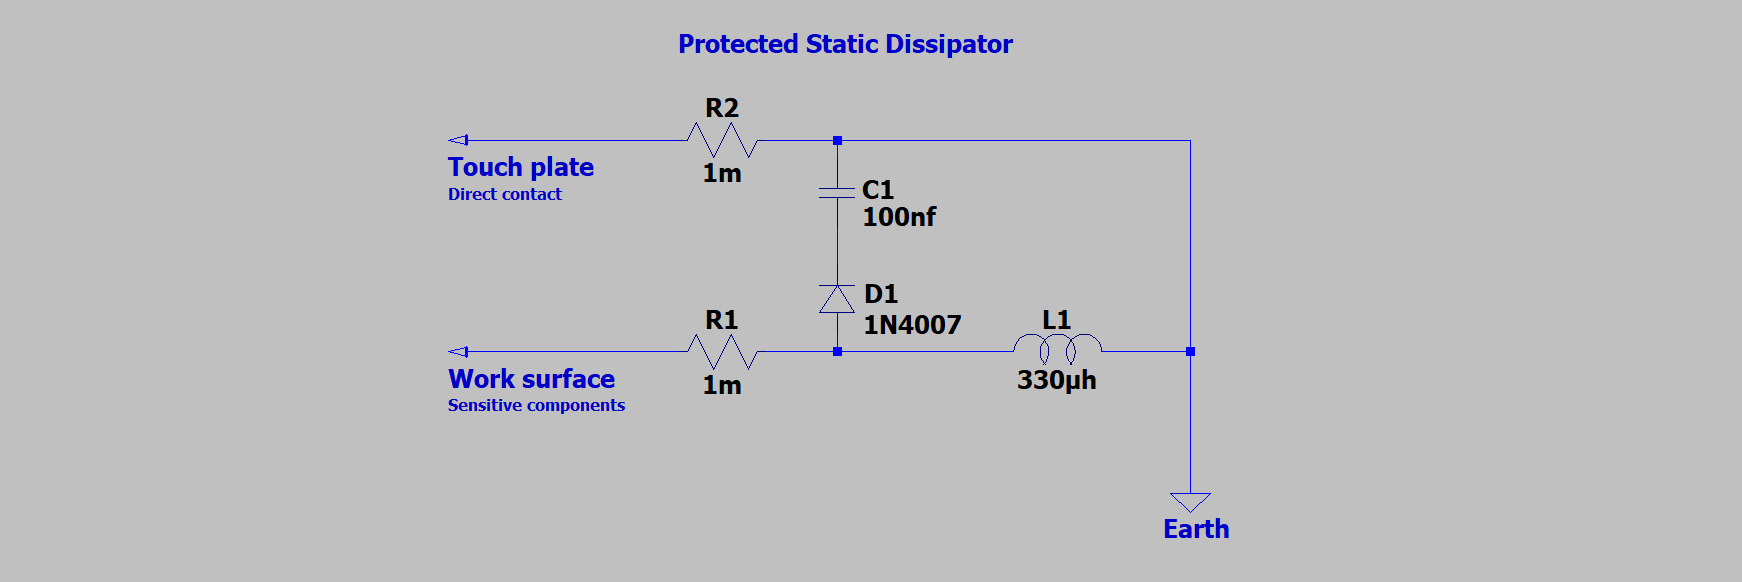 Protected Static Dissipator
R2
1m
Touch plate
Direct contact
C1
100nf
D1
1N4007
R1
1m
L1
330µh
Work surface
Sensitive components
Earth